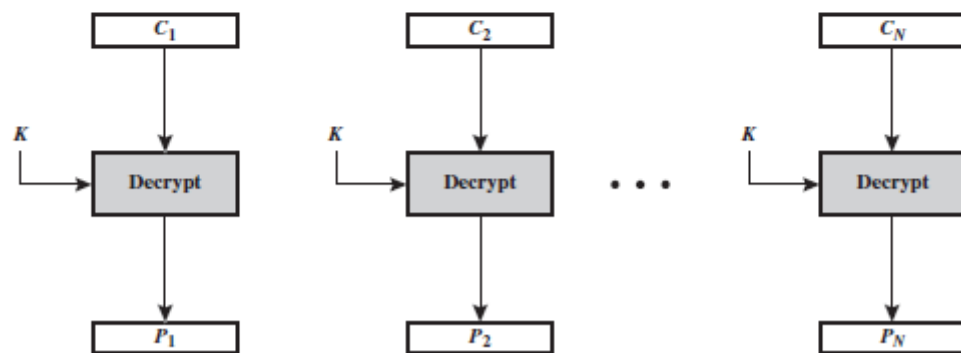 C1 C2 CN
K K K
Decrypt Decrypt • • • Decrypt
P1 P2 PN